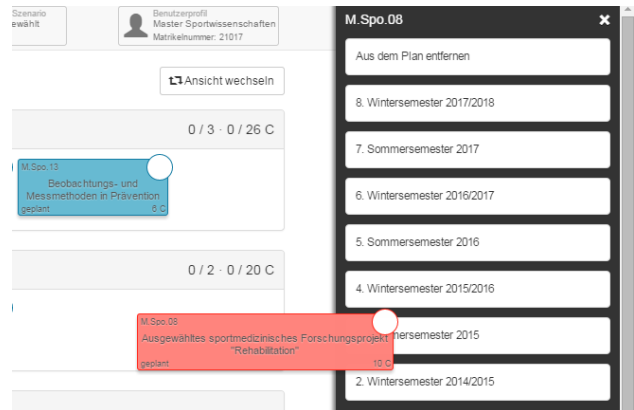 Szenario
ewählt
Benutzerprofil
Master Sportwissenschaften
Matrikelnummer: 21017
Ansicht wechseln
0 / 3 · 0 / 26 C
M.Spo.13
Beobachtungs- und
Messmethoden in Prävention
geplant 6 C
0 / 2 · 0 / 20 C
M.Spo.08
Ausgewähltes sportmedizinisches Forschungsprojekt
"Rehabilitation"
geplant 10 C
M.Spo.08 ×
Aus dem Plan entfernen
8. Wintersemester 2017/2018
7. Sommersemester 2017
6. Wintersemester 2016/2017
5. Sommersemester 2016
4. Wintersemester 2015/2016
mersemester 2015
2. Wintersemester 2014/2015